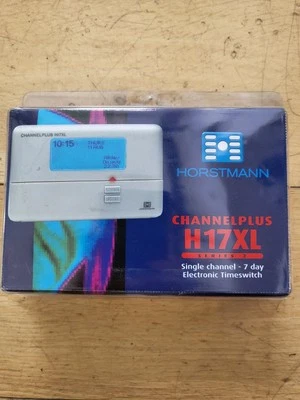 CHANNELPLUS H17XL
10:15
HORSTMANN
CHANNELPLUS
H17XL
SERIES 2
Single channel - 7 day
Electronic Timeswitch